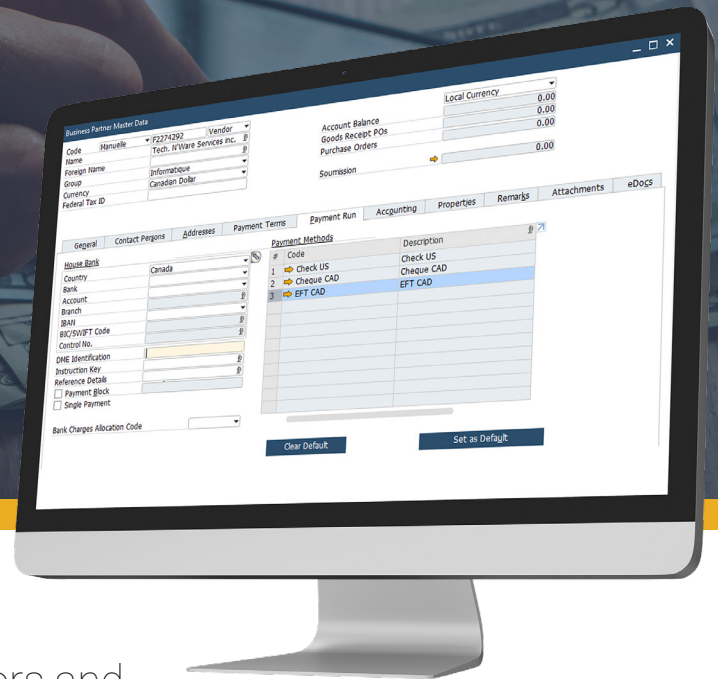 Business Partner Master Data
Code Manuelle F2274292 Vendor
Name Tech. N'Ware Services Inc.
Foreign Name
Group Informatique
Currency Canadian Dollar
Federal Tax ID
Local Currency
Account Balance 0.00
Goods Receipt POs 0.00
Purchase Orders 0.00
Soumission 0.00
General Contact Persons Addresses Payment Terms Payment Run Accounting Properties Remarks Attachments eDocs
House Bank
Country Canada
Bank
Account
Branch
IBAN
BIC/SWIFT Code
Control No.
DME Identification
Instruction Key
Reference Details
Payment Block
Single Payment
Bank Charges Allocation Code
Payment Methods
# Code Description
1 Check US Check US
2 Cheque CAD Cheque CAD
3 EFT CAD EFT CAD
Clear Default Set as Default
ors and